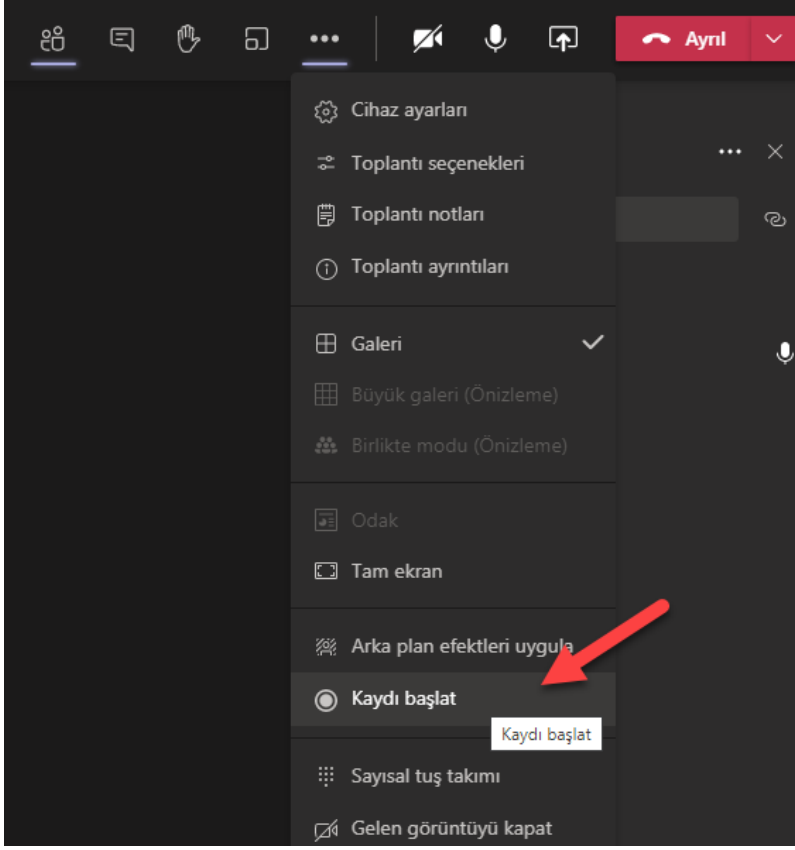 Ayrıl
Cihaz ayarları
Toplantı seçenekleri
Toplantı notları
Toplantı ayrıntıları
Galeri
Büyük galeri (Önizleme)
Birlikte modu (Önizleme)
Odak
Tam ekran
Arka plan efektleri uygula
Kaydı başlat
Kaydı başlat
Sayısal tuş takımı
Gelen görüntüyü kapat